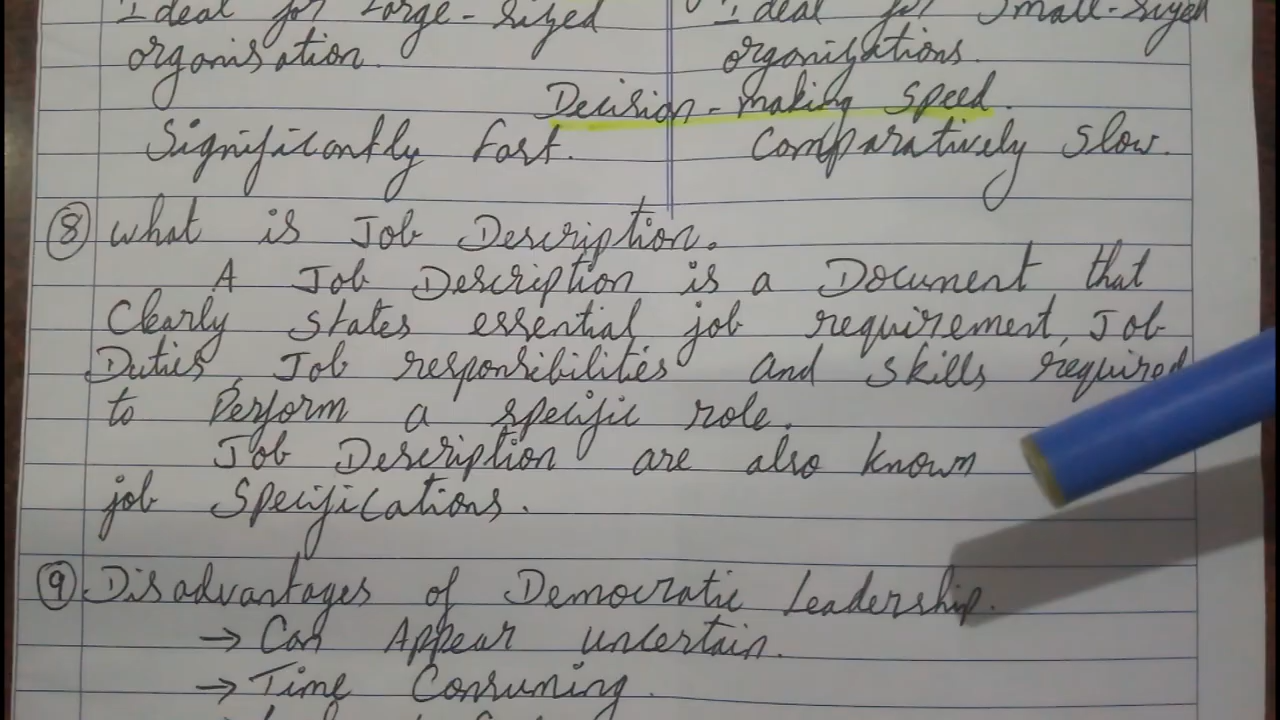 Ideal for Large-Sized
Ideal for Small-Sized
organisation.
organisations.
Decision-making Speed.
Significantly Fast.
Comparatively Slow.
⑧ What is Job Description.
A Job Description is a Document that
Clearly states essential job requirement, Job
Duties, Job responsibilities and skills required
to Perform a specific role.
Job Description are also known
job Specifications.
⑨ Disadvantages of Democratic Leadership.
→ Can Appear uncertain.
→ Time Consuming.